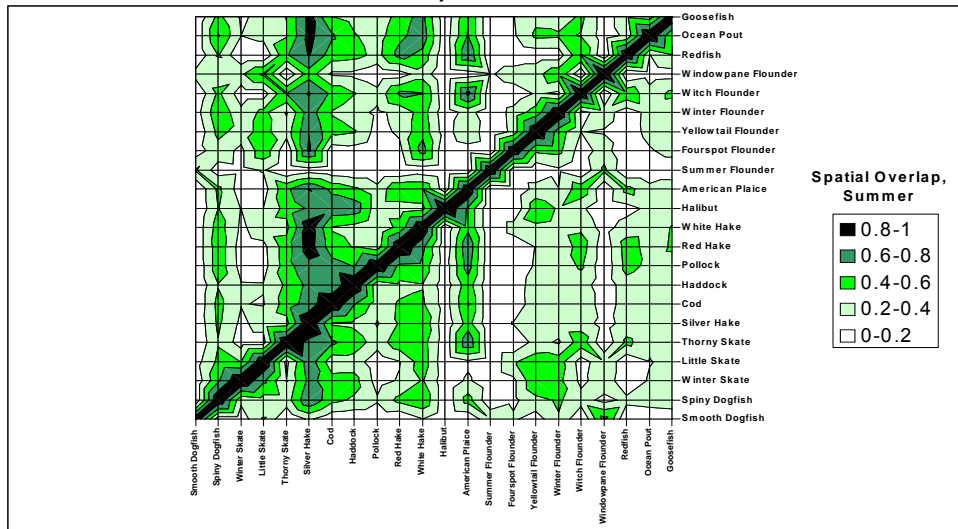 Goosefish
Ocean Pout
Redfish
Windowpane Flounder
Witch Flounder
Winter Flounder
Yellowtail Flounder
Fourspot Flounder
Summer Flounder
American Plaice
Halibut
White Hake
Red Hake
Pollock
Haddock
Cod
Silver Hake
Thorny Skate
Little Skate
Winter Skate
Spiny Dogfish
Smooth Dogfish
Smooth Dogfish
Spiny Dogfish
Winter Skate
Little Skate
Thorny Skate
Silver Hake
Cod
Haddock
Pollock
Red Hake
White Hake
Halibut
American Plaice
Summer Flounder
Fourspot Flounder
Yellowtail Flounder
Winter Flounder
Witch Flounder
Windowpane Flounder
Redfish
Ocean Pout
Goosefish
Spatial Overlap,
Summer
0.8-1
0.6-0.8
0.4-0.6
0.2-0.4
0-0.2